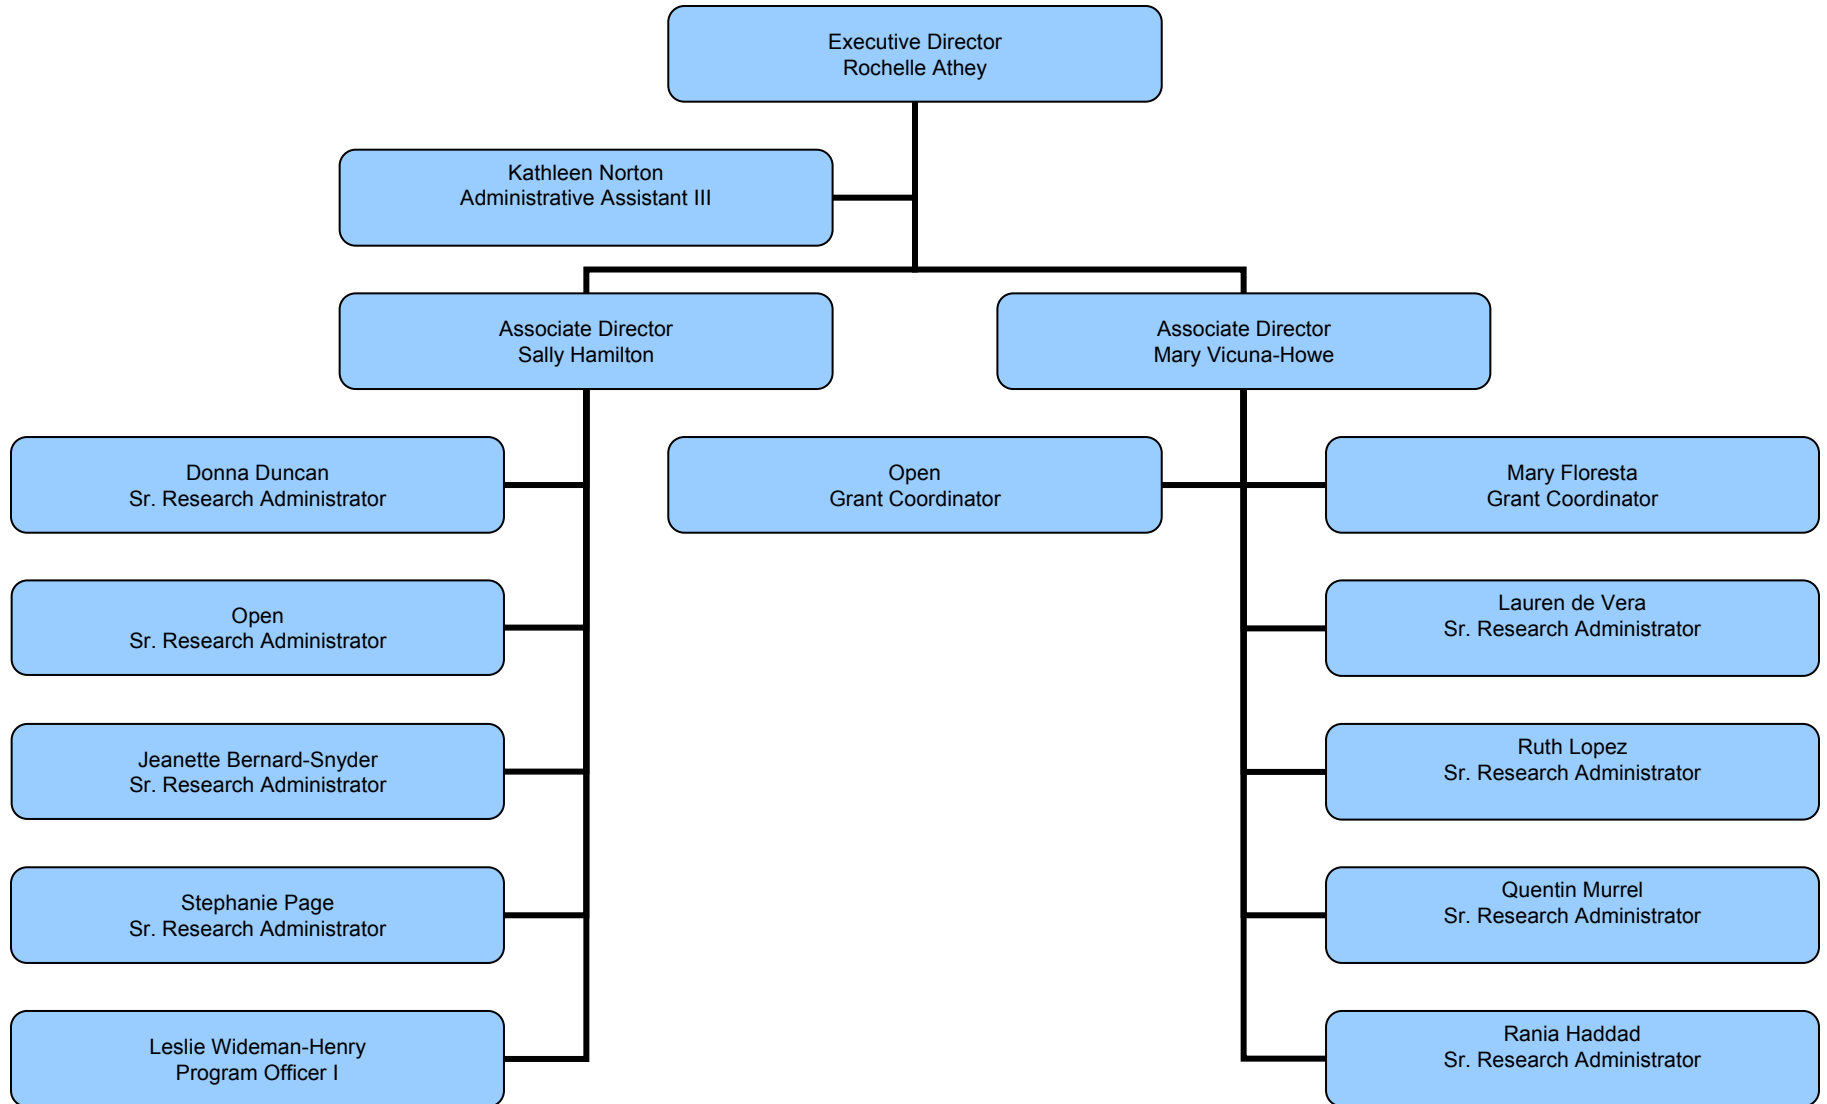 Executive Director
Rochelle Athey
Kathleen Norton
Administrative Assistant III
Associate Director
Sally Hamilton
Associate Director
Mary Vicuna-Howe
Donna Duncan
Sr. Research Administrator
Open
Grant Coordinator
Mary Floresta
Grant Coordinator
Open
Sr. Research Administrator
Lauren de Vera
Sr. Research Administrator
Jeanette Bernard-Snyder
Sr. Research Administrator
Ruth Lopez
Sr. Research Administrator
Stephanie Page
Sr. Research Administrator
Quentin Murrel
Sr. Research Administrator
Leslie Wideman-Henry
Program Officer I
Rania Haddad
Sr. Research Administrator